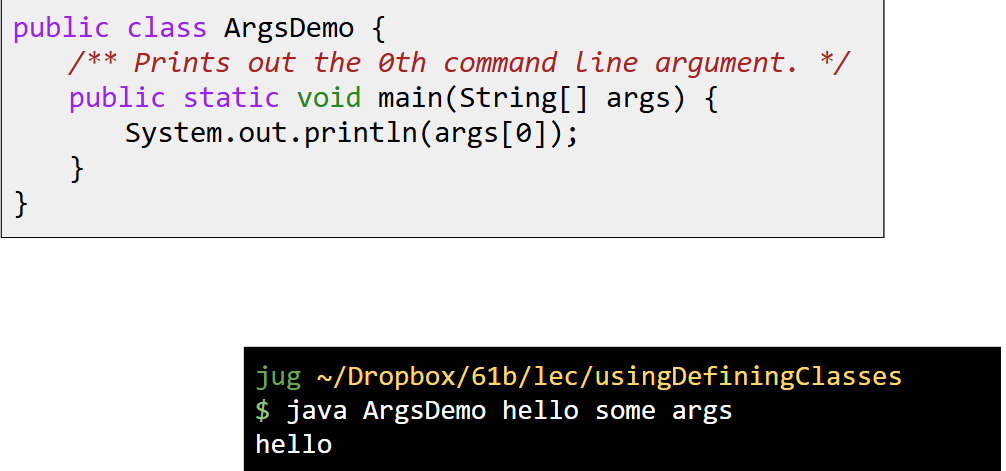 public class ArgsDemo {
/** Prints out the 0th command line argument. */
public static void main(String[] args) {
System.out.println(args[0]);
}
}
jug ~/Dropbox/61b/lec/usingDefiningClasses
$ java ArgsDemo hello some args
hello